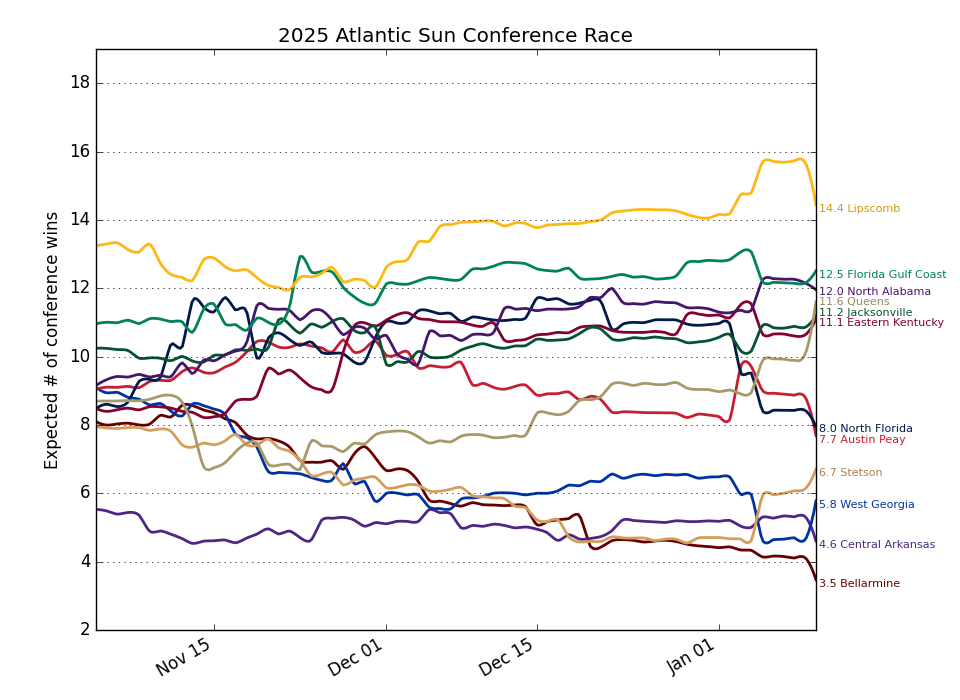 2025 Atlantic Sun Conference Race
Expected # of conference wins
18
16
14
12
10
8
6
4
2
Nov 15
Dec 01
Dec 15
Jan 01
14.4 Lipscomb
12.5 Florida Gulf Coast
12.0 North Alabama
11.6 Queens
11.2 Jacksonville
11.1 Eastern Kentucky
8.0 North Florida
7.7 Austin Peay
6.7 Stetson
5.8 West Georgia
4.6 Central Arkansas
3.5 Bellarmine